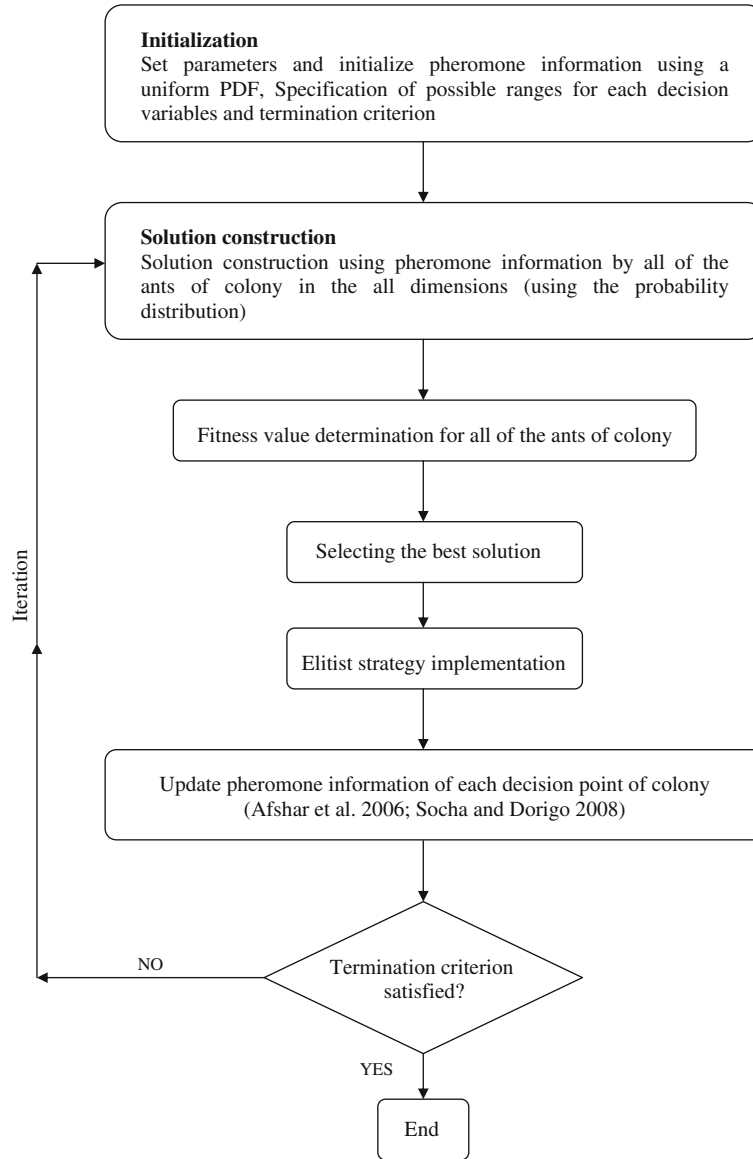 Initialization
Set parameters and initialize pheromone information using a
uniform PDF, Specification of possible ranges for each decision
variables and termination criterion
Solution construction
Solution construction using pheromone information by all of the
ants of colony in the all dimensions (using the probability
distribution)
Fitness value determination for all of the ants of colony
Selecting the best solution
Iteration
Elitist strategy implementation
Update pheromone information of each decision point of colony
(Afshar et al. 2006; Socha and Dorigo 2008)
Termination criterion
satisfied?
NO
YES
End